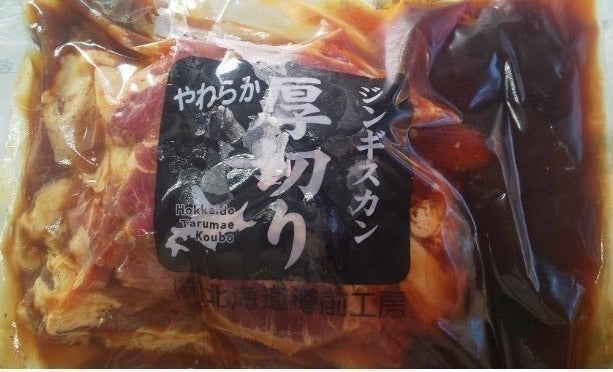 ジンギスカン
厚切り
やわらか
Hokkaido
Tarumae
Koubo
(株)北海道樽前工房